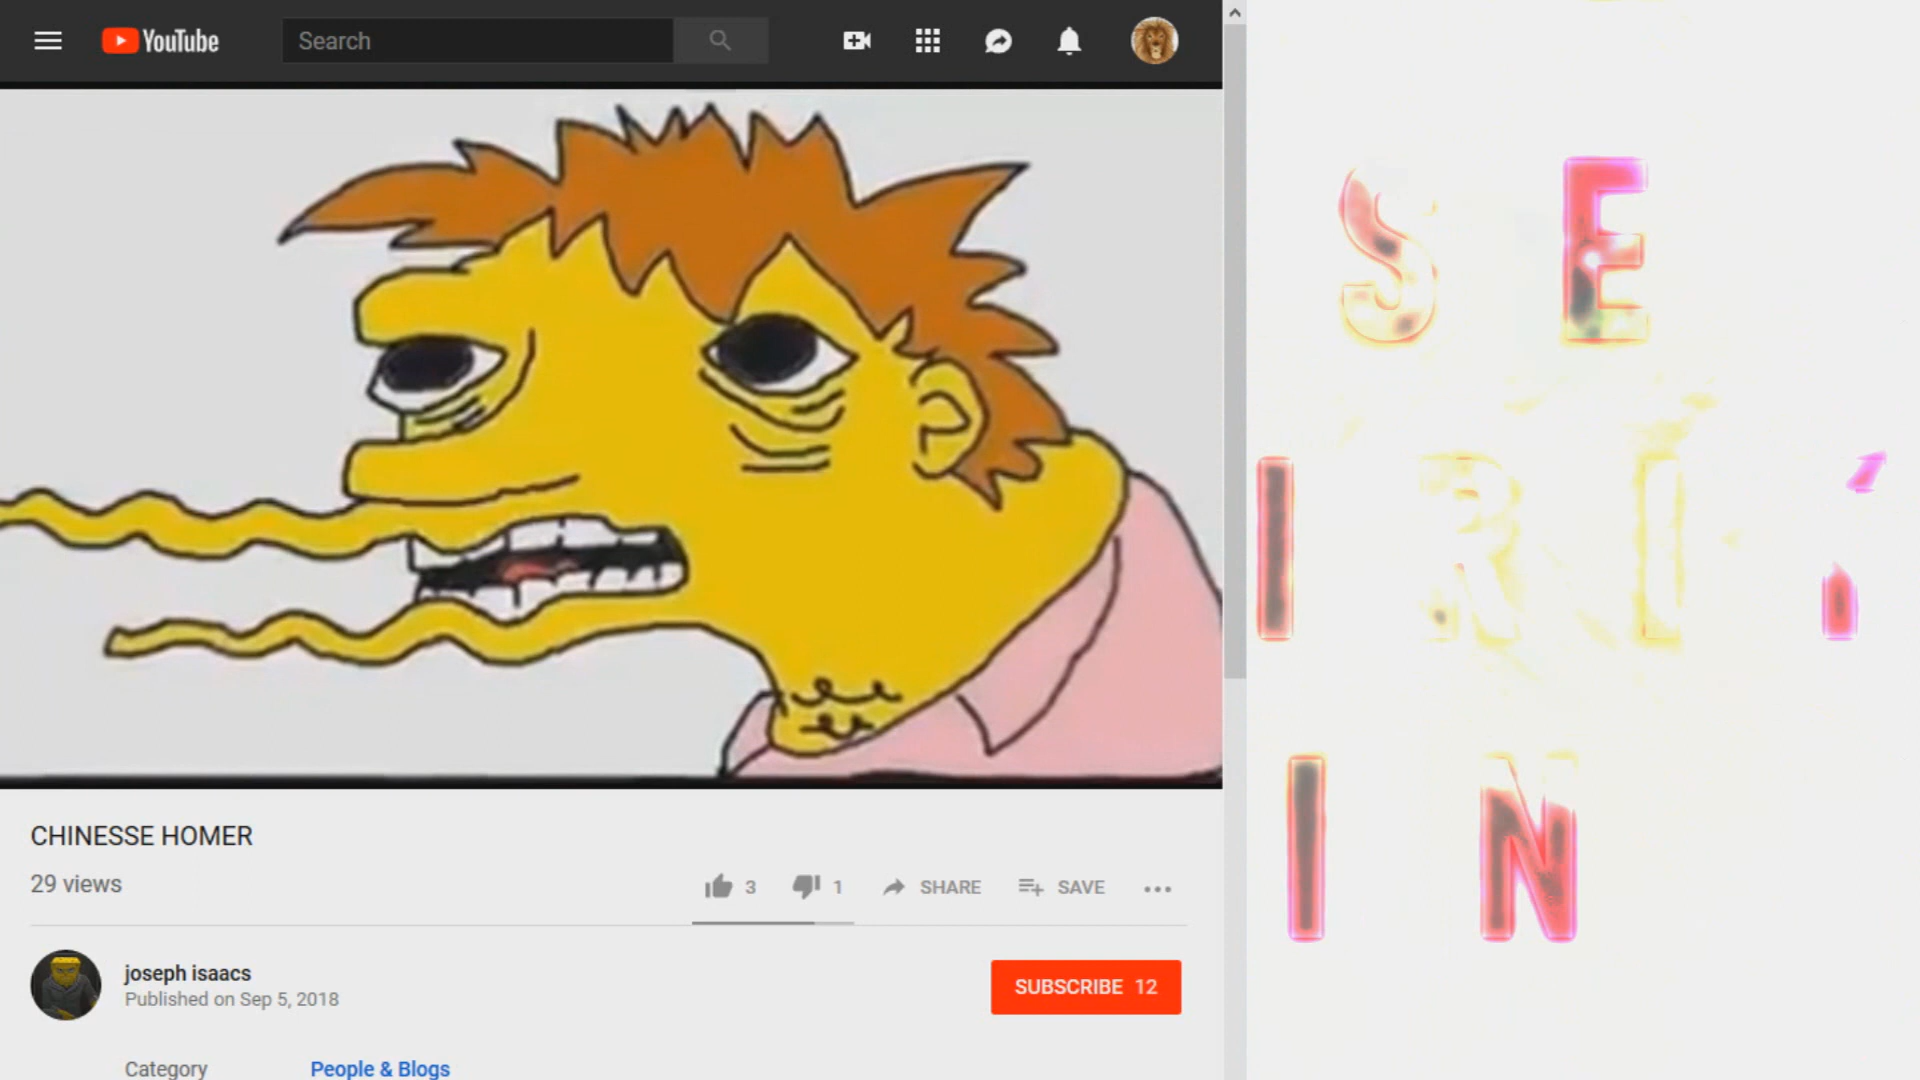 YouTube
Search
CHINESSE HOMER
29 views
3
1
SHARE
SAVE
joseph isaacs
Published on Sep 5, 2018
SUBSCRIBE 12
Category
People & Blogs
S E
I R L
I N